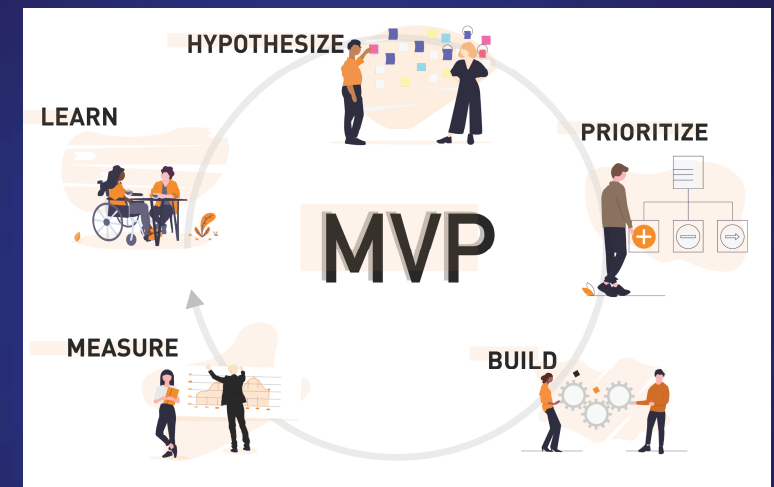 HYPOTHESIZE
LEARN
PRIORITIZE
MVP
MEASURE
BUILD